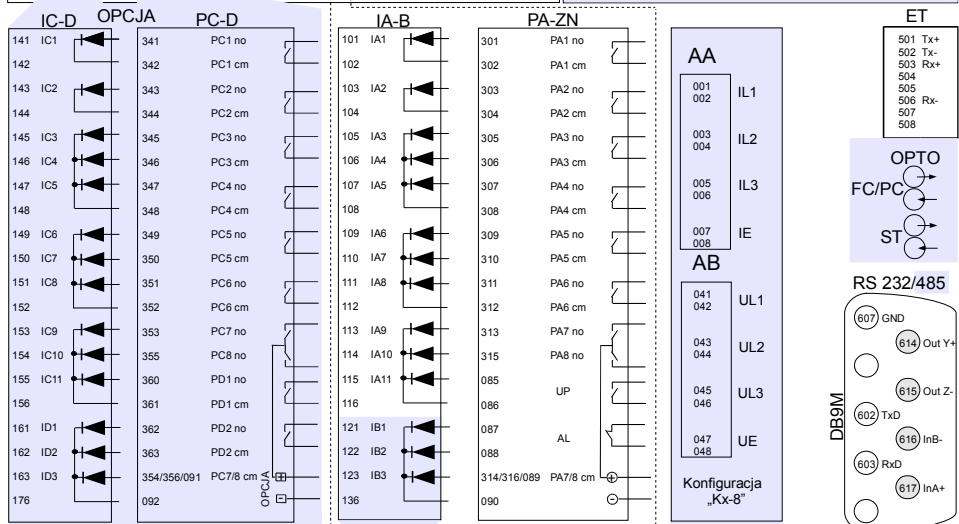 OPCJA
IC-D
141 IC1
142
143 IC2
144
145 IC3
146 IC4
147 IC5
148
149 IC6
150 IC7
151 IC8
152
153 IC9
154 IC10
155 IC11
156
161 ID1
162 ID2
163 ID3
176
PC-D
341 PC1 no
342 PC1 cm
343 PC2 no
344 PC2 cm
345 PC3 no
346 PC3 cm
347 PC4 no
348 PC4 cm
349 PC5 no
350 PC5 cm
351 PC6 no
352 PC6 cm
353 PC7 no
355 PC8 no
360 PD1 no
361 PD1 cm
362 PD2 no
363 PD2 cm
354/356/091 PC7/8 cm
092
OPCJA
IA-B
101 IA1
102
103 IA2
104
105 IA3
106 IA4
107 IA5
108
109 IA6
110 IA7
111 IA8
112
113 IA9
114 IA10
115 IA11
116
121 IB1
122 IB2
123 IB3
136
PA-ZN
301 PA1 no
302 PA1 cm
303 PA2 no
304 PA2 cm
305 PA3 no
306 PA3 cm
307 PA4 no
308 PA4 cm
309 PA5 no
310 PA5 cm
311 PA6 no
312 PA6 cm
313 PA7 no
315 PA8 no
085
UP
086
087
AL
088
314/316/089 PA7/8 cm
090
AA
001
002
IL1
003
004
IL2
005
006
IL3
007
008
IE
AB
041
042
UL1
043
044
UL2
045
046
UL3
047
048
UE
Konfiguracja
„Kx-8”
ET
501 Tx+
502 Tx-
503 Rx+
504
505
506 Rx-
507
508
OPTO
FC/PC
ST
RS 232/485
DB9M
607 GND
614 Out Y+
615 Out Z-
602 TxD
616 InB-
603 RxD
617 InA+